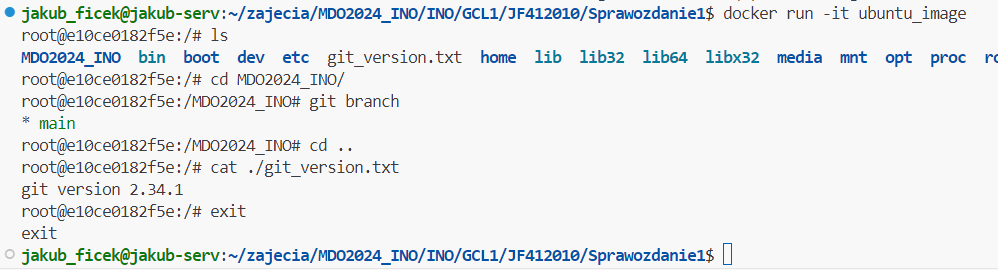 jakub_ficek@jakub-serv:~/zajecia/MDO2024_INO/INO/GCL1/JF412010/Sprawozdanie1$ docker run -it ubuntu_image
root@e10ce0182f5e:/# ls
MDO2024_INO bin boot dev etc git_version.txt home lib lib32 lib64 libx32 media mnt opt proc
root@e10ce0182f5e:/# cd MDO2024_INO/
root@e10ce0182f5e:/MDO2024_INO# git branch
* main
root@e10ce0182f5e:/MDO2024_INO# cd ..
root@e10ce0182f5e:/# cat ./git_version.txt
git version 2.34.1
root@e10ce0182f5e:/# exit
exit
jakub_ficek@jakub-serv:~/zajecia/MDO2024_INO/INO/GCL1/JF412010/Sprawozdanie1$